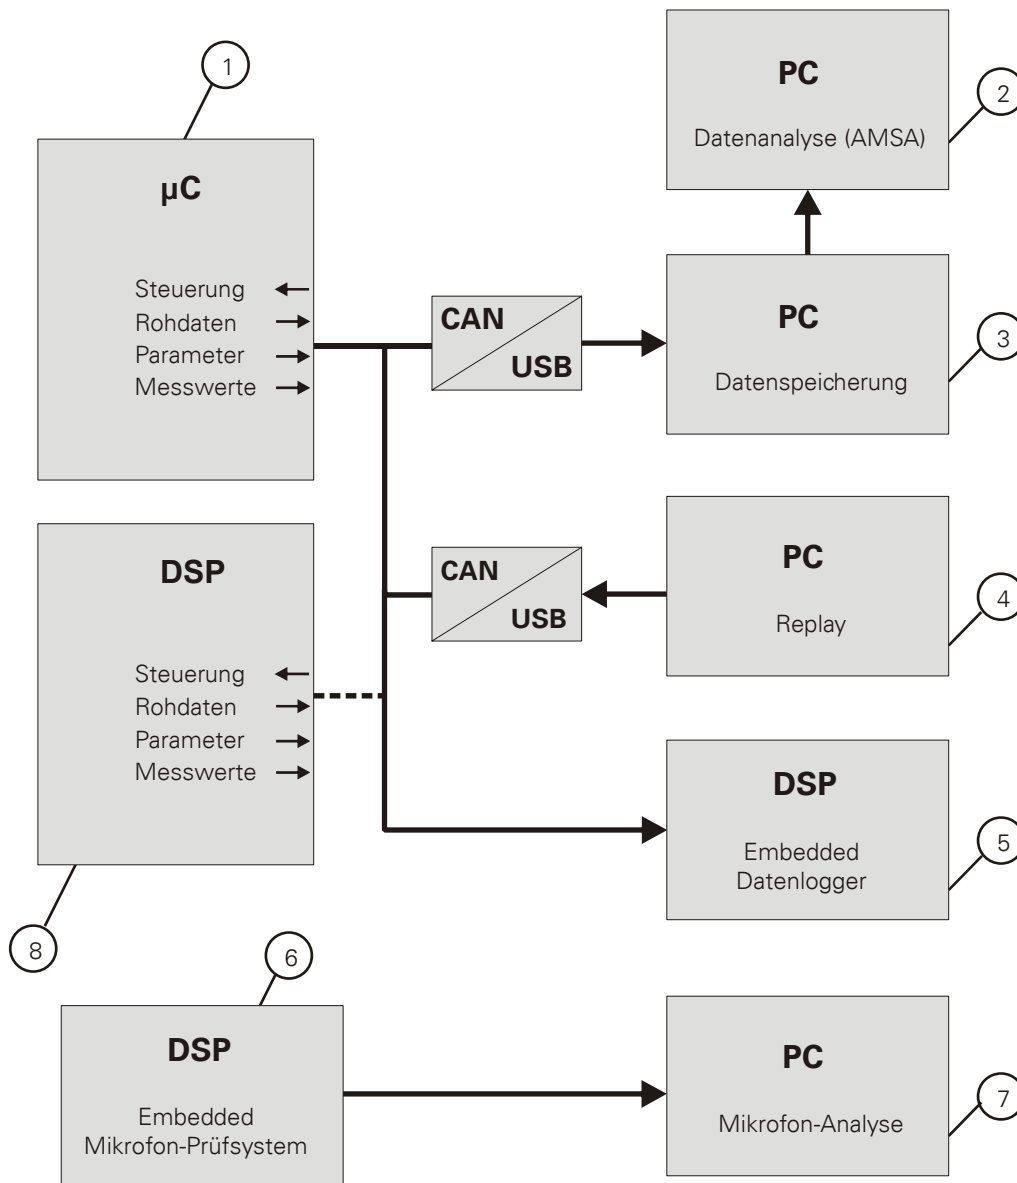 1
µC
Steuerung
Rohdaten
Parameter
Messwerte
CAN
USB
PC
Datenanalyse (AMSA)
2
PC
Datenspeicherung
3
DSP
Steuerung
Rohdaten
Parameter
Messwerte
8
CAN
USB
PC
Replay
4
DSP
Embedded
Datenlogger
5
6
DSP
Embedded
Mikrofon-Prüfsystem
PC
Mikrofon-Analyse
7